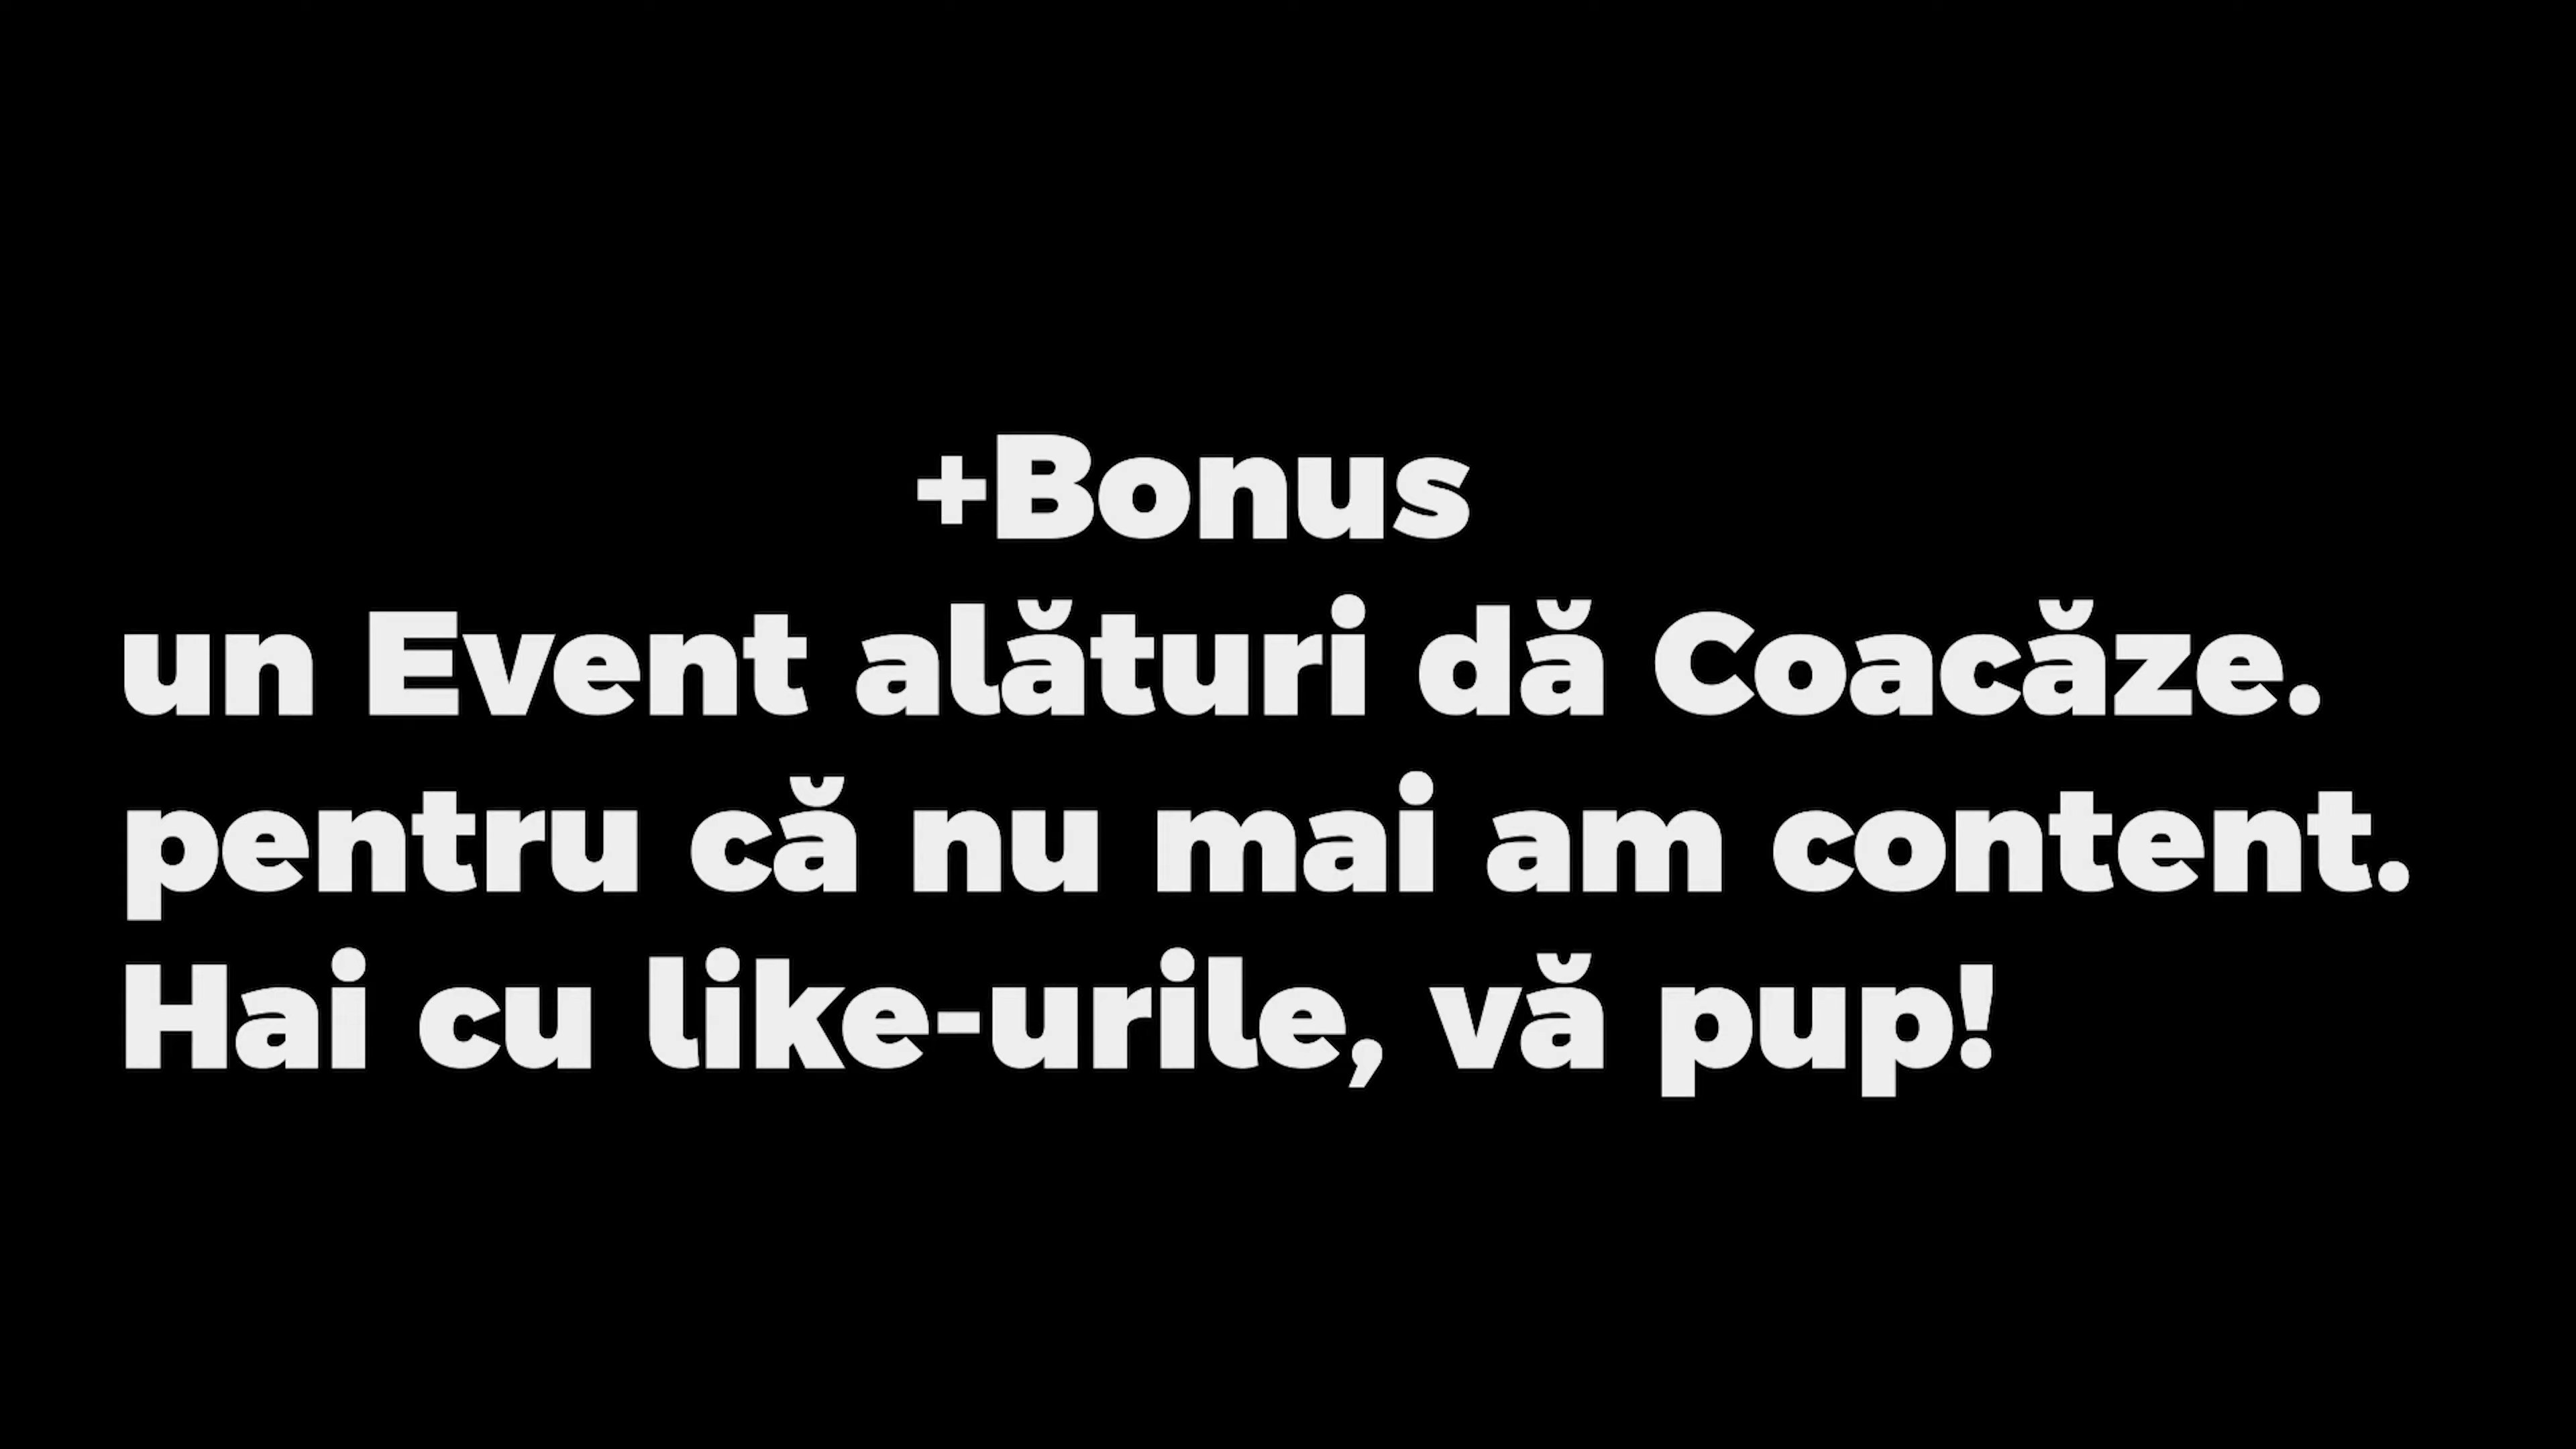 +Bonus
un Event alături dă Coacăze.
pentru că nu mai am content.
Hai cu like-urile, vă pup!